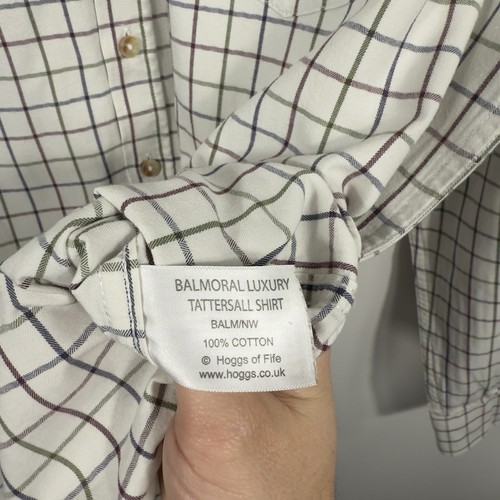 BALMORAL LUXURY
TATTERSALL SHIRT
BALM/NW
100% COTTON
© Hoggs of Fife
www.hoggs.co.uk